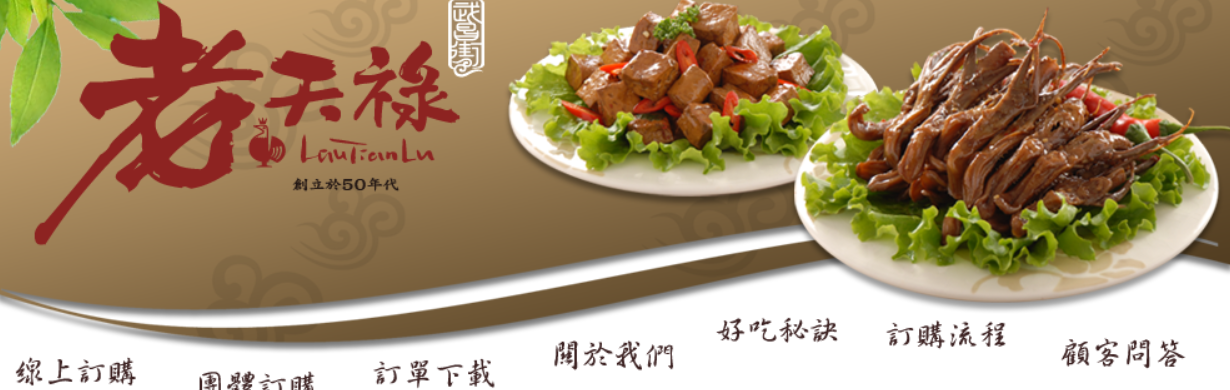 老天祿
LauTianLu
創立於50年代
武昌街
線上訂購
團體訂購
訂單下載
關於我們
好吃秘訣
訂購流程
顧客問答